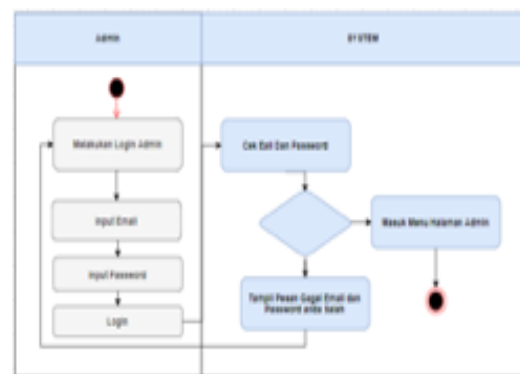 Admin
SYSTEM
Melakukan Login Admin
Cek Eail Dan Password
Input Email
Masuk Menu Halaman Admin
Input Password
Tampil Pesan Gagal Email dan
Password anda Salah
Login